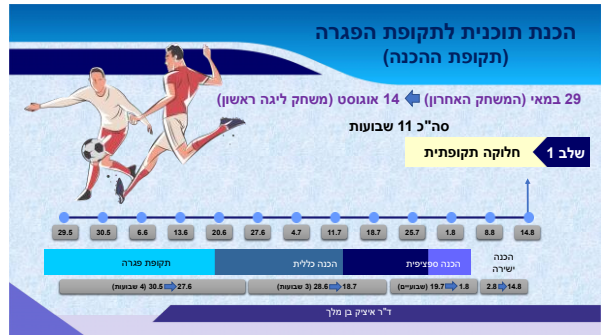 הכנת תוכנית לתקופת הפגרה
(תקופת ההכנה)
29 במאי (המשחק האחרון) 14 אוגוסט (משחק ליגה ראשון)
סה"כ 11 שבועות
שלב 1
חלוקה תקופתית
29.5 30.5 6.6 13.6 20.6 27.6 4.7 11.7 18.7 25.7 1.8 8.8 14.8
תקופת פגרה
הכנה כללית
הכנה ספציפית
הכנה
ישירה
27.6 30.5 (4 שבועות)
18.7 28.6 (3 שבועות)
1.8 19.7 (שבועיים)
14.8 2.8
ד"ר איציק בן מלך